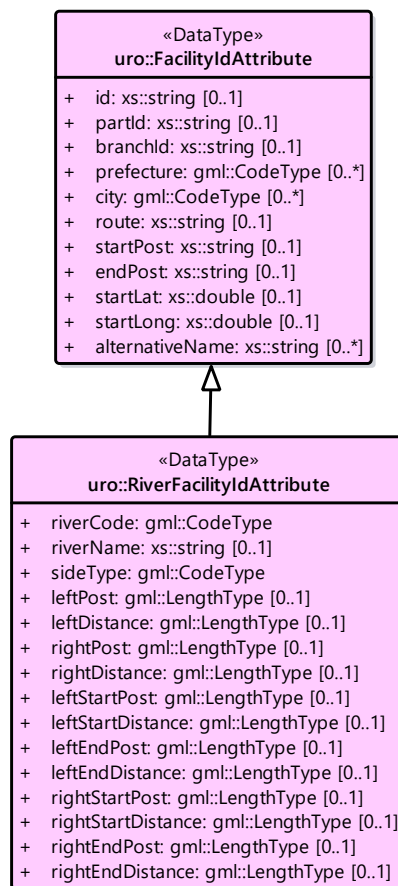 «DataType»
uro::FacilityIdAttribute
+ id: xs::string [0..1]
+ partId: xs::string [0..1]
+ branchId: xs::string [0..1]
+ prefecture: gml::CodeType [0..*]
+ city: gml::CodeType [0..*]
+ route: xs::string [0..1]
+ startPost: xs::string [0..1]
+ endPost: xs::string [0..1]
+ startLat: xs::double [0..1]
+ startLong: xs::double [0..1]
+ alternativeName: xs::string [0..*]
«DataType»
uro::RiverFacilityIdAttribute
+ riverCode: gml::CodeType
+ riverName: xs::string [0..1]
+ sideType: gml::CodeType
+ leftPost: gml::LengthType [0..1]
+ leftDistance: gml::LengthType [0..1]
+ rightPost: gml::LengthType [0..1]
+ rightDistance: gml::LengthType [0..1]
+ leftStartPost: gml::LengthType [0..1]
+ leftStartDistance: gml::LengthType [0..1]
+ leftEndPost: gml::LengthType [0..1]
+ leftEndDistance: gml::LengthType [0..1]
+ rightStartPost: gml::LengthType [0..1]
+ rightStartDistance: gml::LengthType [0..1]
+ rightEndPost: gml::LengthType [0..1]
+ rightEndDistance: gml::LengthType [0..1]